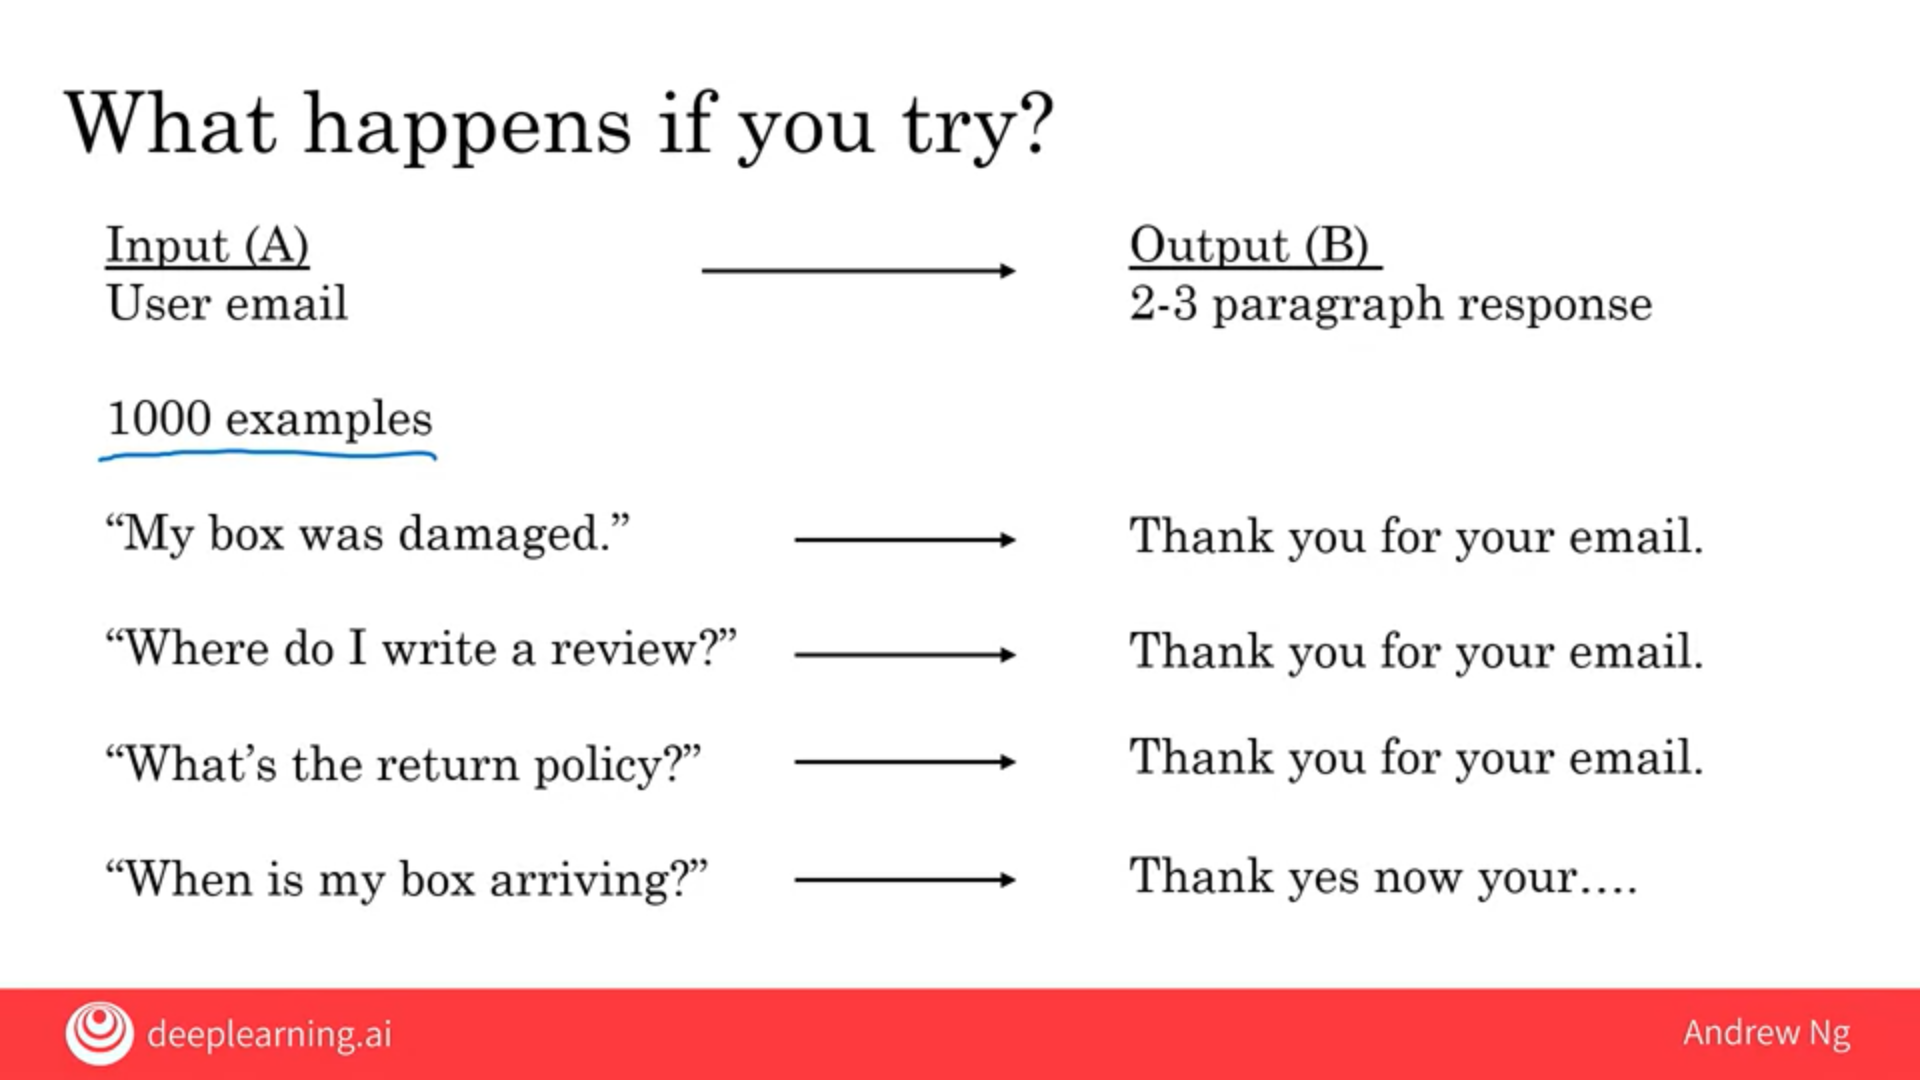 What happens if you try?
Input (A)
User email
Output (B)
2-3 paragraph response
1000 examples
“My box was damaged.”
Thank you for your email.
“Where do I write a review?”
Thank you for your email.
“What’s the return policy?”
Thank you for your email.
“When is my box arriving?”
Thank yes now your....
deeplearning.ai
Andrew Ng